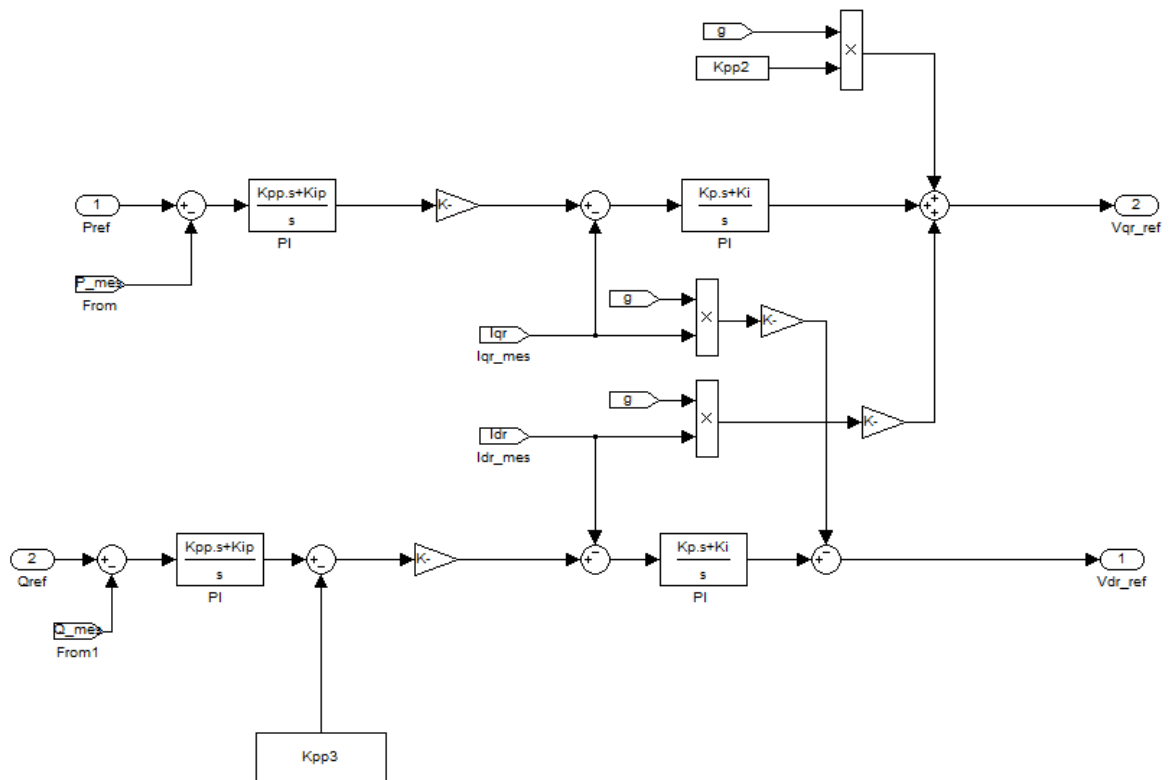 g
×
Kpp2
1
Pref
+
−
Kpp.s+Kip
s
PI
K-
+
−
Kp.s+Ki
s
PI
+
+
+
2
Vqr_ref
P_mes
From
g
×
K-
Iqr
Iqr_mes
g
×
K-
Idr
Idr_mes
2
Qref
+
−
Kpp.s+Kip
s
PI
+
−
K-
−
+
Kp.s+Ki
s
PI
−
+
1
Vdr_ref
Q_mes
From1
Kpp3